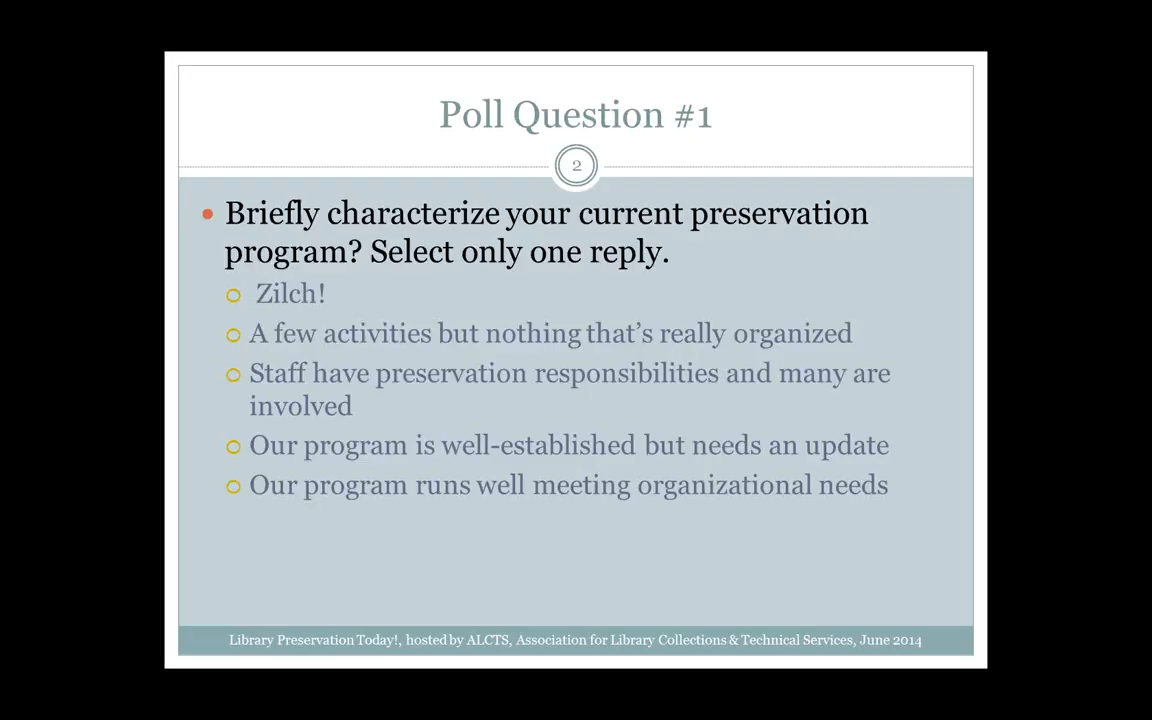 Poll Question #1
2
Briefly characterize your current preservation
program? Select only one reply.
Zilch!
A few activities but nothing that’s really organized
Staff have preservation responsibilities and many are
involved
Our program is well-established but needs an update
Our program runs well meeting organizational needs
Library Preservation Today!, hosted by ALCTS, Association for Library Collections & Technical Services, June 2014